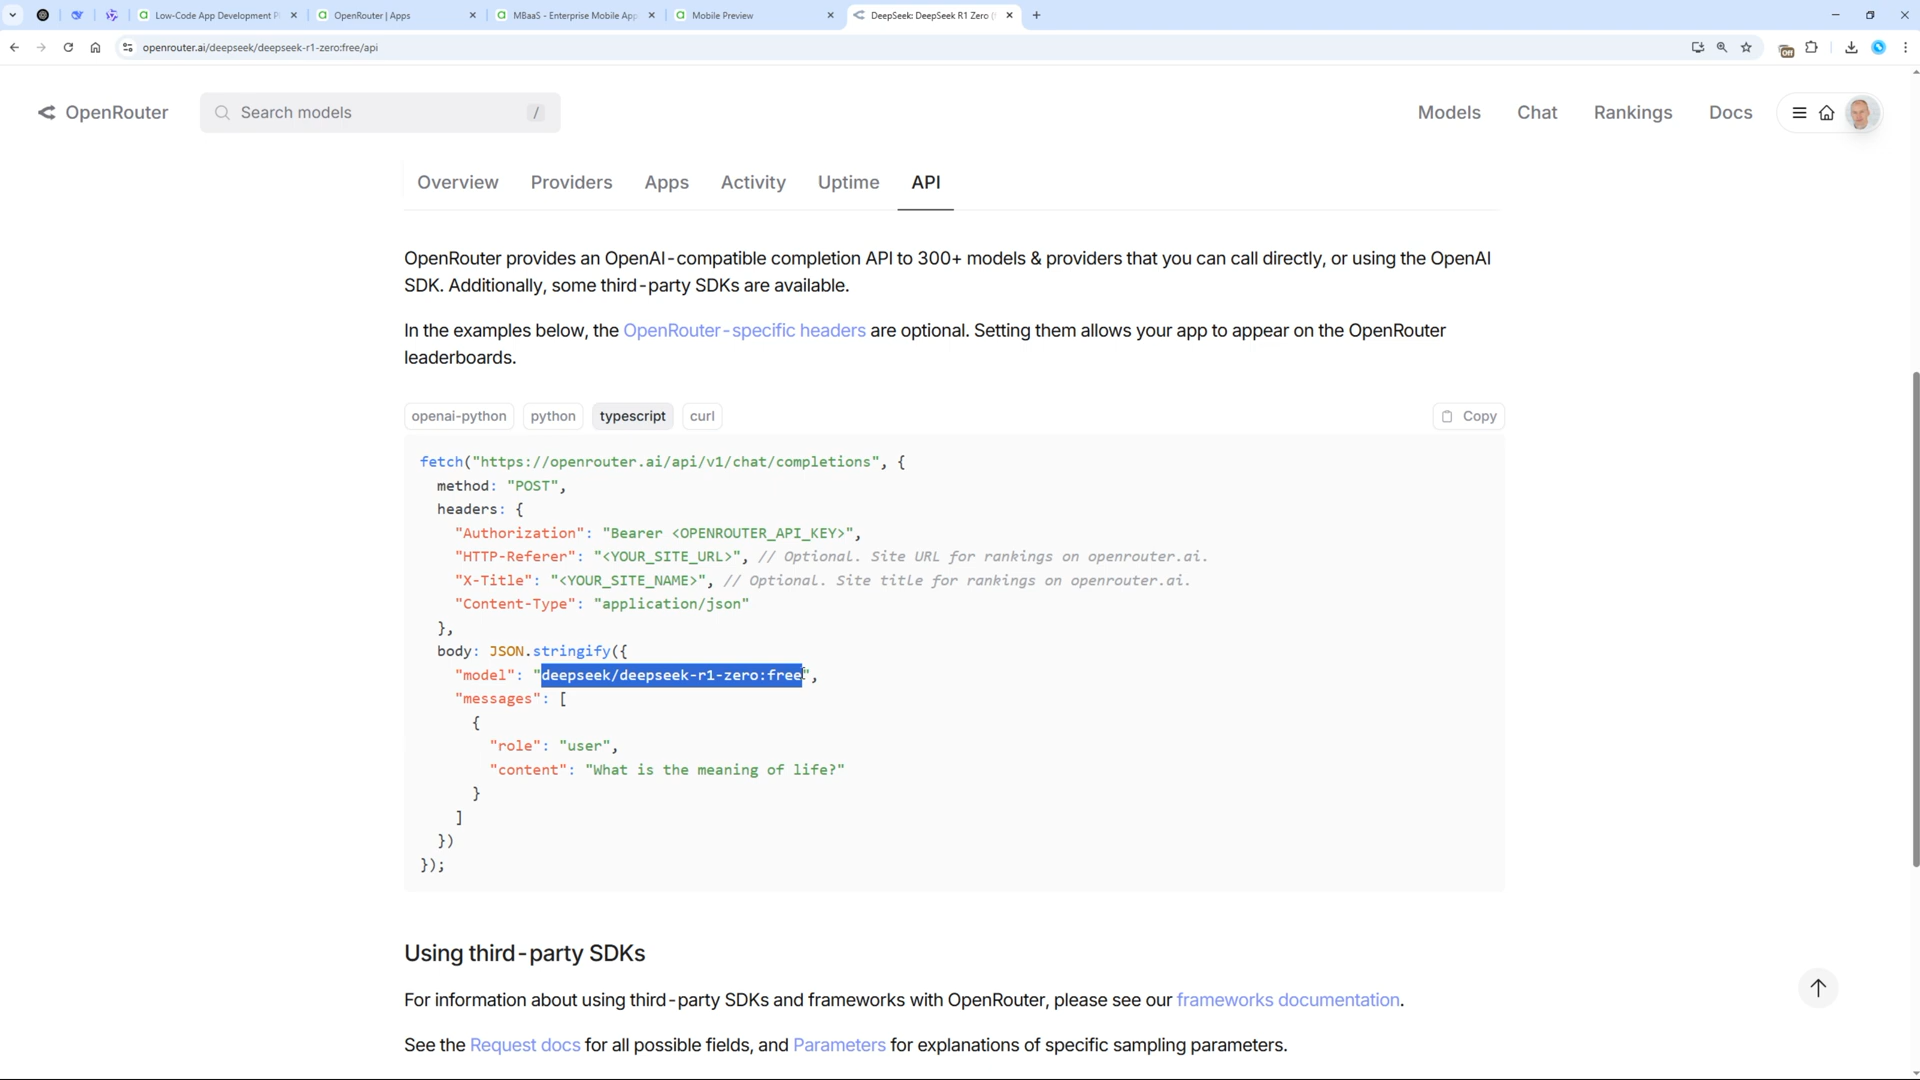 Low-Code App Development P
OpenRouter | Apps
MBaaS - Enterprise Mobile App
Mobile Preview
DeepSeek: DeepSeek R1 Zero (
openrouter.ai/deepseek/deepseek-r1-zero:free/api
Off
OpenRouter
Search models
/
Models
Chat
Rankings
Docs
Overview
Providers
Apps
Activity
Uptime
API
OpenRouter provides an OpenAI-compatible completion API to 300+ models & providers that you can call directly, or using the OpenAI
SDK. Additionally, some third-party SDKs are available.
In the examples below, the OpenRouter-specific headers are optional. Setting them allows your app to appear on the OpenRouter
leaderboards.
openai-python
python
typescript
curl
Copy
fetch("https://openrouter.ai/api/v1/chat/completions", {
method: "POST",
headers: {
"Authorization": "Bearer <OPENROUTER_API_KEY>",
"HTTP-Referer": "<YOUR_SITE_URL>", // Optional. Site URL for rankings on openrouter.ai.
"X-Title": "<YOUR_SITE_NAME>", // Optional. Site title for rankings on openrouter.ai.
"Content-Type": "application/json"
},
body: JSON.stringify({
"model": "deepseek/deepseek-r1-zero:free",
"messages": [
{
"role": "user",
"content": "What is the meaning of life?"
}
]
})
});
Using third-party SDKs
For information about using third-party SDKs and frameworks with OpenRouter, please see our frameworks documentation.
See the Request docs for all possible fields, and Parameters for explanations of specific sampling parameters.